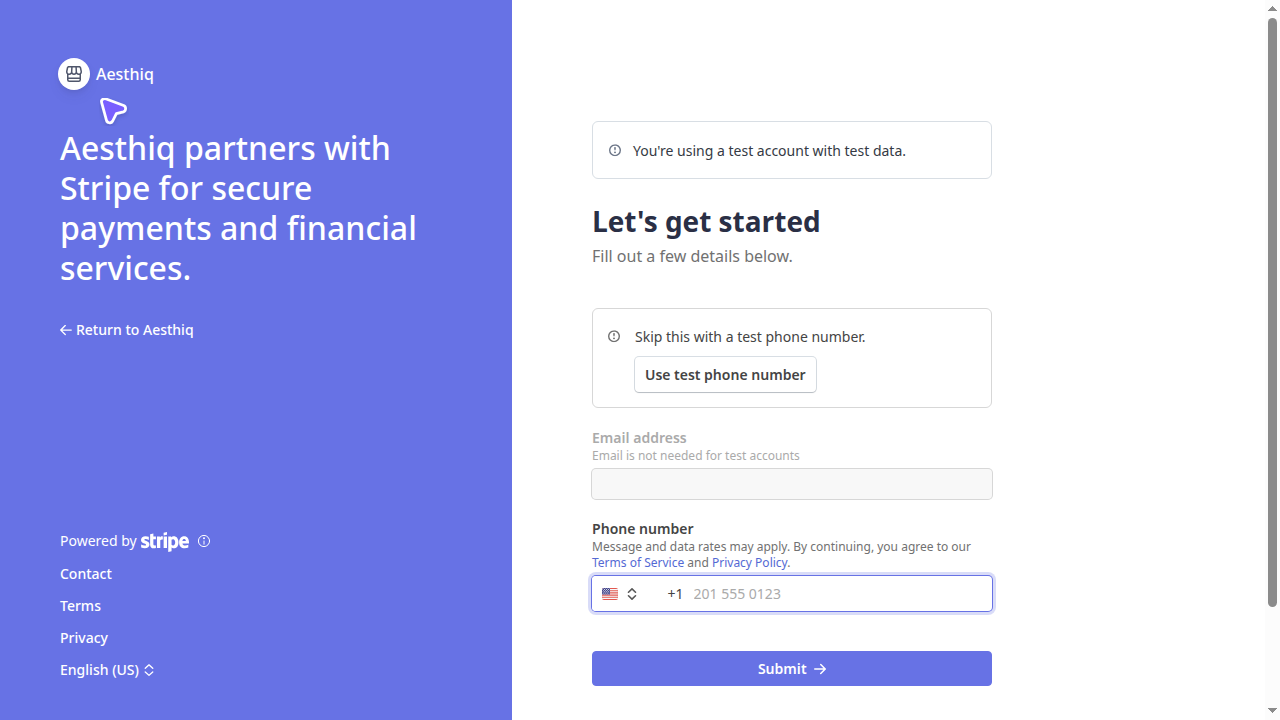 Aesthiq
Aesthiq partners with
Stripe for secure
payments and financial
services.
Return to Aesthiq
Powered by stripe
Contact
Terms
Privacy
English (US)
You're using a test account with test data.
Let's get started
Fill out a few details below.
Skip this with a test phone number.
Use test phone number
Email address
Email is not needed for test accounts
Phone number
Message and data rates may apply. By continuing, you agree to our
Terms of Service and Privacy Policy.
+1 201 555 0123
Submit